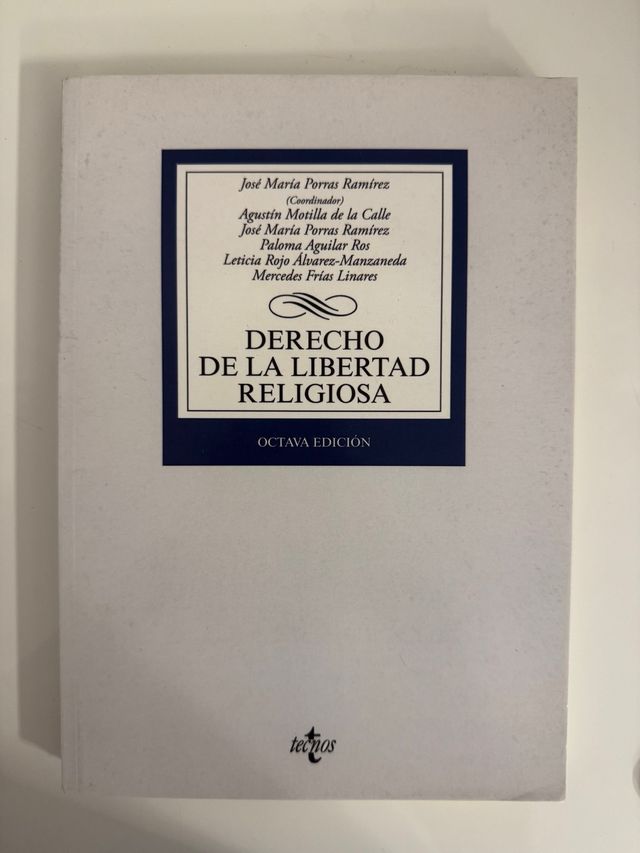 José María Porras Ramírez
(Coordinador)
Agustín Motilla de la Calle
José María Porras Ramírez
Paloma Aguilar Ros
Leticia Rojo Álvarez-Manzaneda
Mercedes Frías Linares
DERECHO
DE LA LIBERTAD
RELIGIOSA
OCTAVA EDICIÓN
tecnos